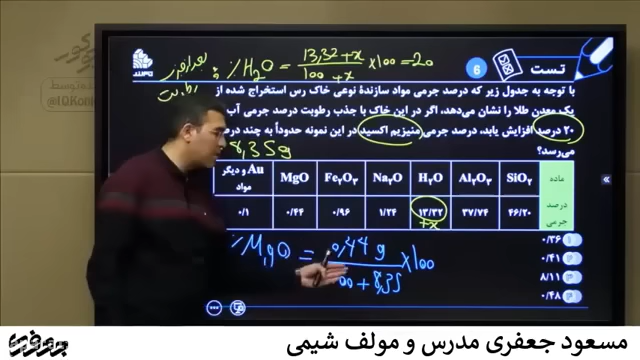 بعد از جذب رطوبت : % H₂O = 13,32 + x / 100 + x × 100 = 20
تست 6
با توجه به جدول زیر که درصد جرمی مواد سازندهٔ نوعی خاک رس استخراج شده از
یک معدن طلا را نشان می‌دهد، اگر در این خاک با جذب رطوبت درصد جرمی آب
۲۰ درصد افزایش یابد، درصد جرمی منیزیم اکسید در این نمونه حدوداً به چند درصد
می‌رسد؟
8,35 g
ماده SiO₂ Al₂O₃ H₂O Na₂O Fe₂O₃ MgO Au و دیگر مواد
درصد جرمی ۴۶/۲۰ ۳۷/۷۴ ۱۳/۳۲ ۱/۲۴ ۰/۹۶ ۰/۴۴ ۰/۱
+x
۰/۳۶
۰/۴۱
۸/۱۱
۰/۴۸
% MgO = 0,44 g / 100 + 8,35 × 100
مسعود جعفری مدرس و مولف شیمی